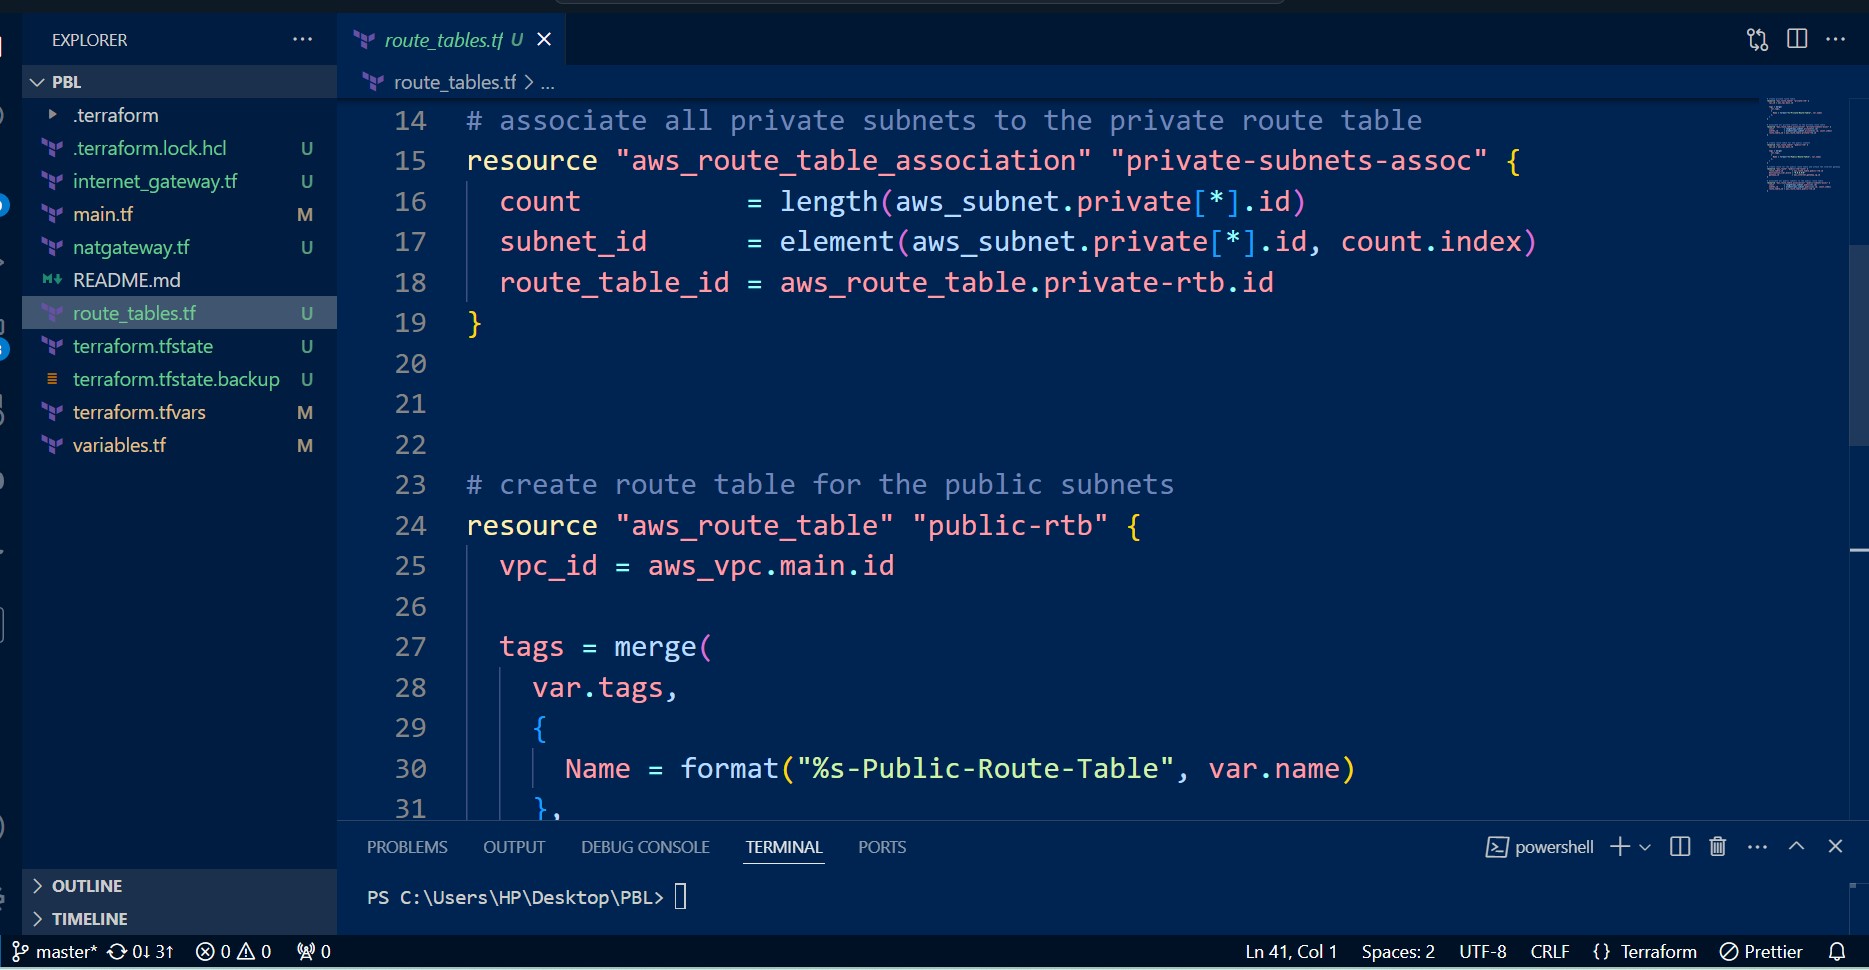 EXPLORER
PBL
.terraform
.terraform.lock.hcl U
internet_gateway.tf U
main.tf M
natgateway.tf U
README.md
route_tables.tf U
terraform.tfstate U
terraform.tfstate.backup U
terraform.tfvars M
variables.tf M
OUTLINE
TIMELINE
route_tables.tf U
route_tables.tf > ...
14 # associate all private subnets to the private route table
15 resource "aws_route_table_association" "private-subnets-assoc" {
16 count = length(aws_subnet.private[*].id)
17 subnet_id = element(aws_subnet.private[*].id, count.index)
18 route_table_id = aws_route_table.private-rtb.id
19 }
20
21
22
23 # create route table for the public subnets
24 resource "aws_route_table" "public-rtb" {
25 vpc_id = aws_vpc.main.id
26
27 tags = merge(
28 var.tags,
29 {
30 Name = format("%s-Public-Route-Table", var.name)
31 },
PROBLEMS OUTPUT DEBUG CONSOLE TERMINAL PORTS powershell
PS C:\Users\HP\Desktop\PBL>
master* 0↓ 3↑ 0 0 0 Ln 41, Col 1 Spaces: 2 UTF-8 CRLF {} Terraform Prettier